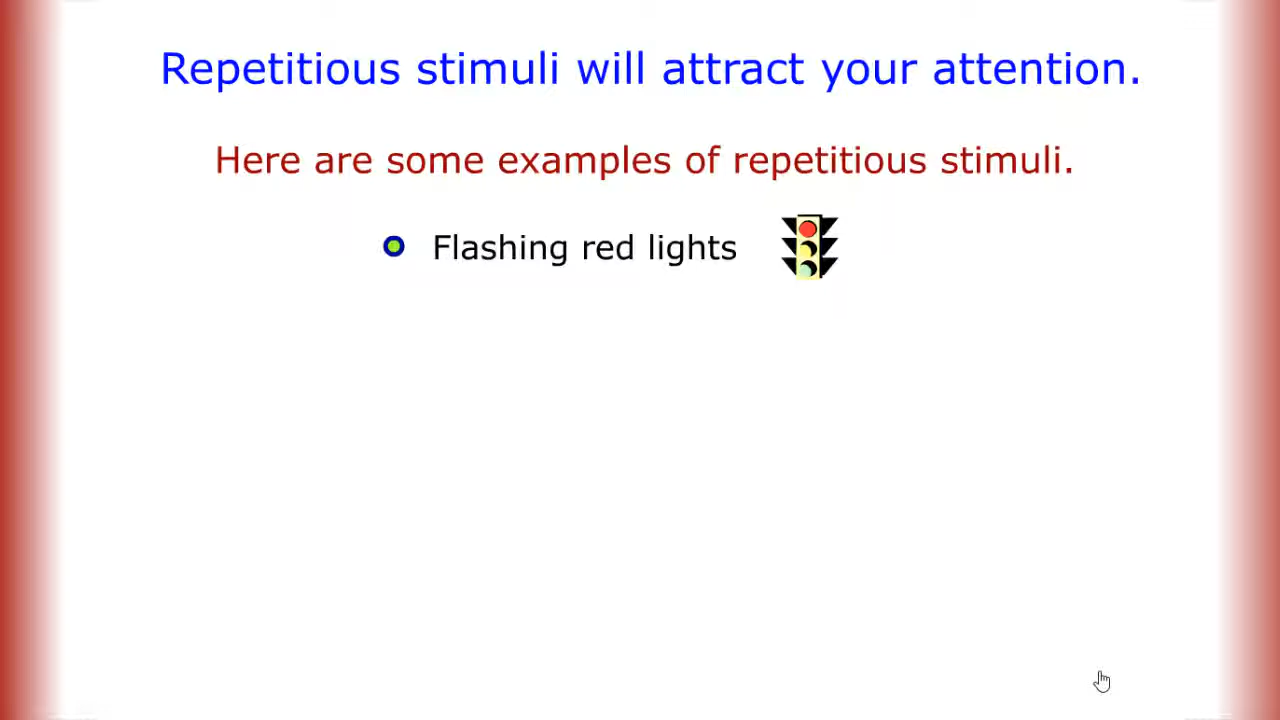 Repetitious stimuli will attract your attention.
Here are some examples of repetitious stimuli.
Flashing red lights